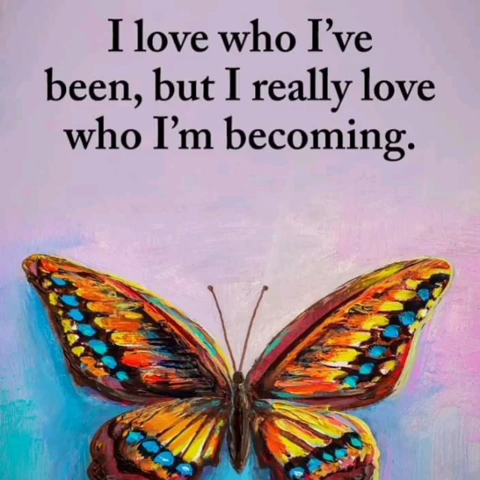 I love who I’ve
been, but I really love
who I’m becoming.